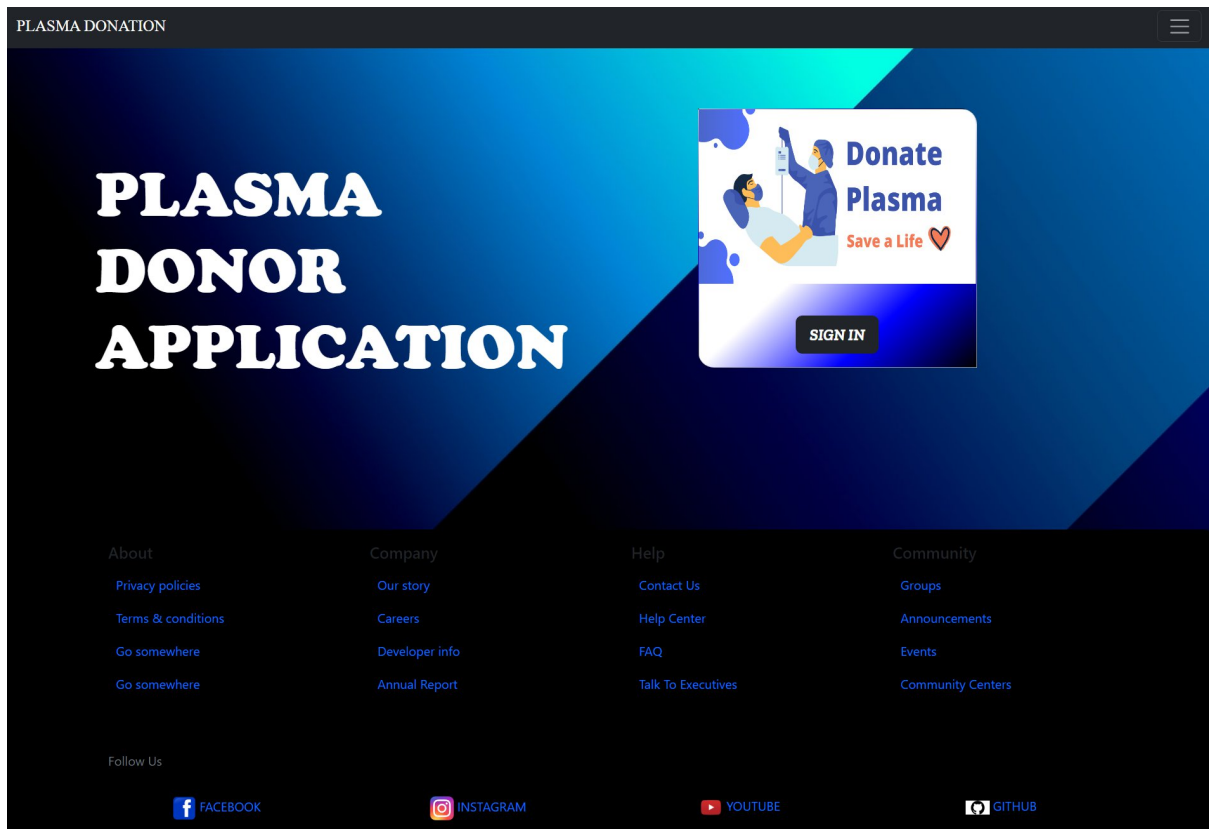 PLASMA DONATION
PLASMA
DONOR
APPLICATION
Donate
Plasma
Save a Life
SIGN IN
About
Privacy policies
Terms & conditions
Go somewhere
Go somewhere
Company
Our story
Careers
Developer info
Annual Report
Help
Contact Us
Help Center
FAQ
Talk To Executives
Community
Groups
Announcements
Events
Community Centers
Follow Us
FACEBOOK
INSTAGRAM
YOUTUBE
GITHUB